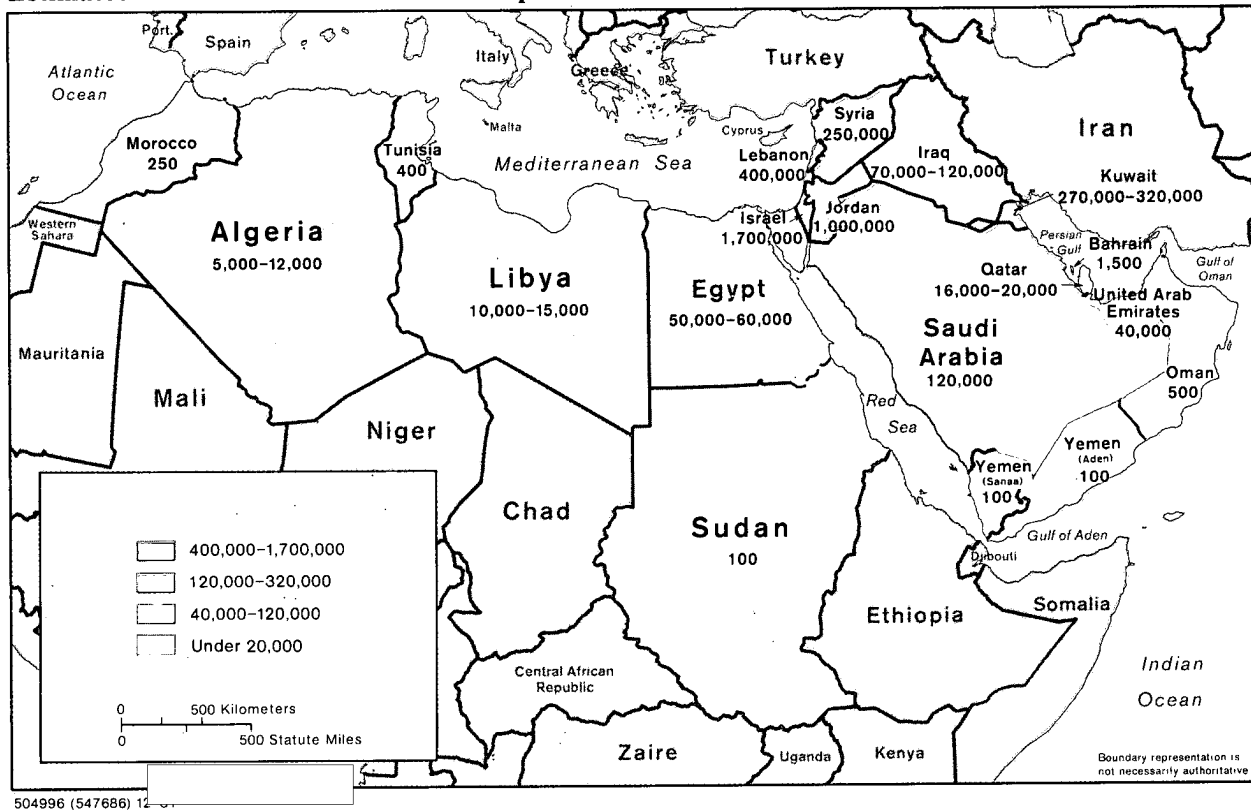 Port.
Spain
Italy
Greece
Turkey
Atlantic
Ocean
Malta
Cyprus
Syria
250,000
Iran
Morocco
250
Tunisia
400
Mediterranean Sea
Lebanon
400,000
Iraq
70,000–120,000
Kuwait
270,000–320,000
Western
Sahara
Algeria
5,000–12,000
Israel
1,700,000
Jordan
1,000,000
Persian
Gulf
Bahrain
1,500
Gulf of
Oman
Libya
10,000–15,000
Egypt
50,000–60,000
Qatar
16,000–20,000
United Arab
Emirates
40,000
Saudi
Arabia
120,000
Mauritania
Mali
Niger
Oman
500
Red
Sea
Yemen
(Aden)
100
Yemen
(Sanaa)
100
Chad
Sudan
100
Gulf of Aden
Djibouti
Ethiopia
Somalia
400,000–1,700,000
120,000–320,000
40,000–120,000
Under 20,000
Central African
Republic
Indian
Ocean
0 500 Kilometers
0 500 Statute Miles
Zaire
Uganda
Kenya
Boundary representation is
not necessarily authoritative
504996 (547686) 12